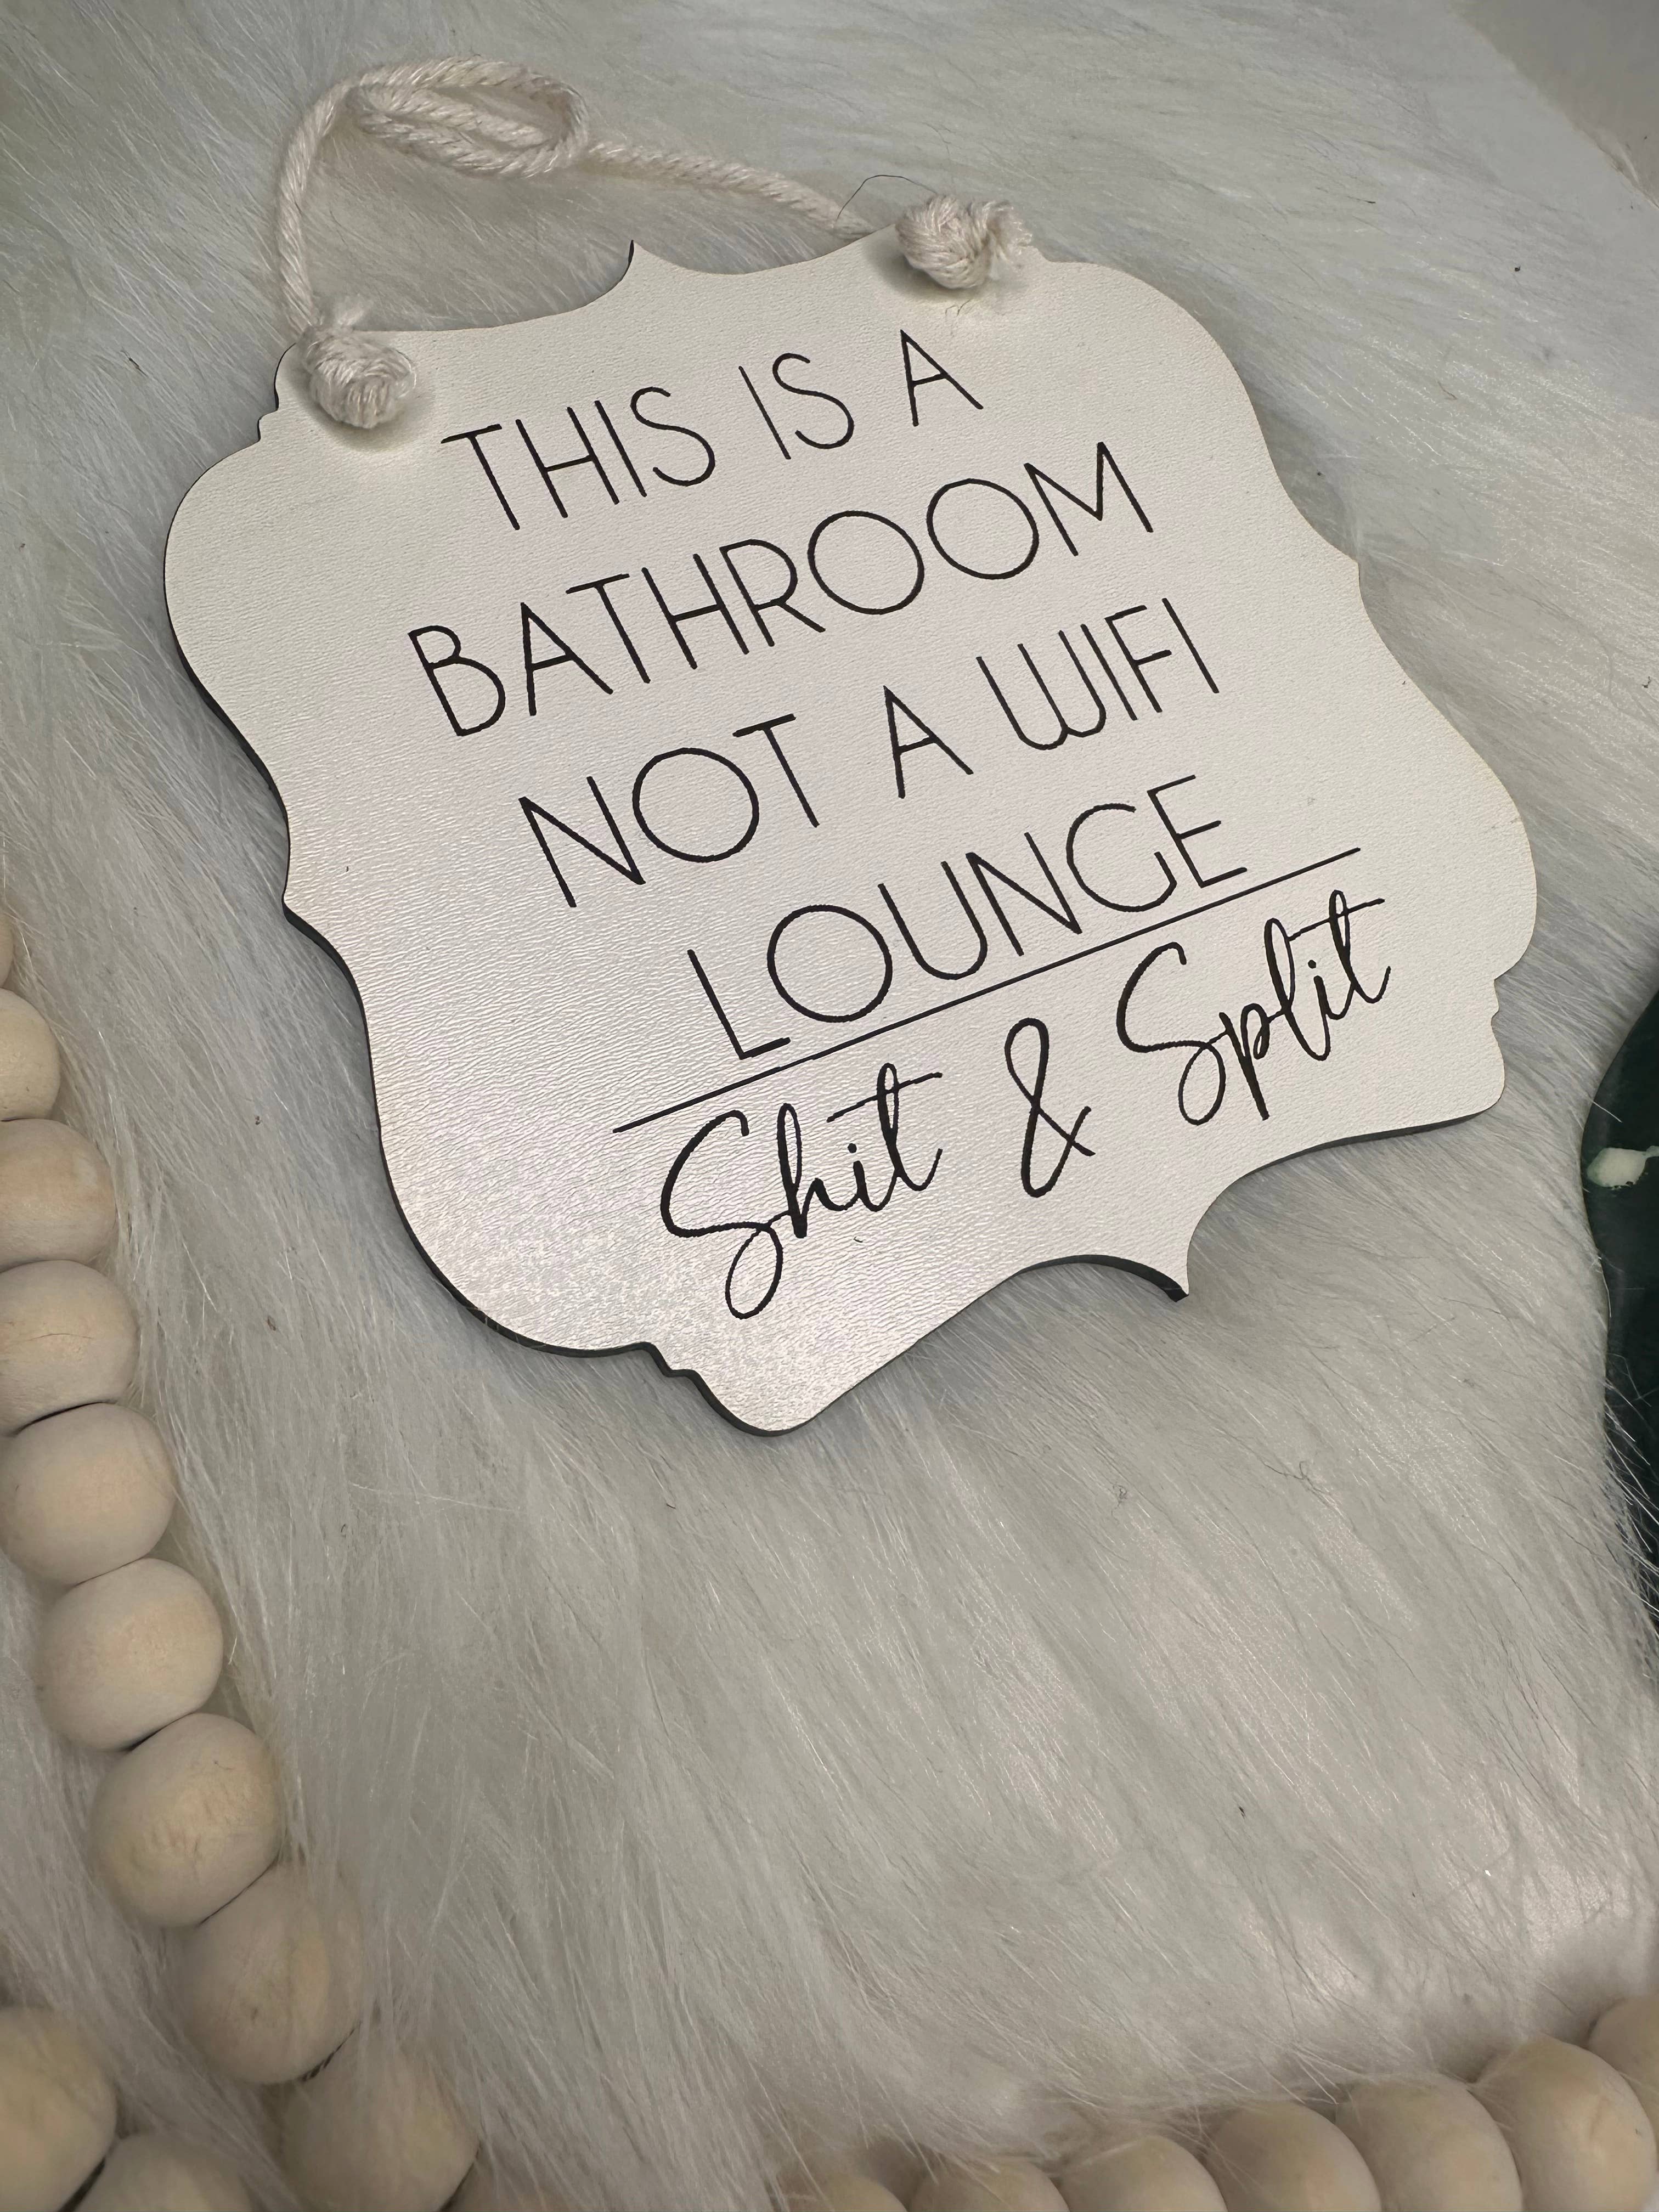 THIS IS A
BATHROOM
NOT A WIFI
LOUNGE
Shit & Split